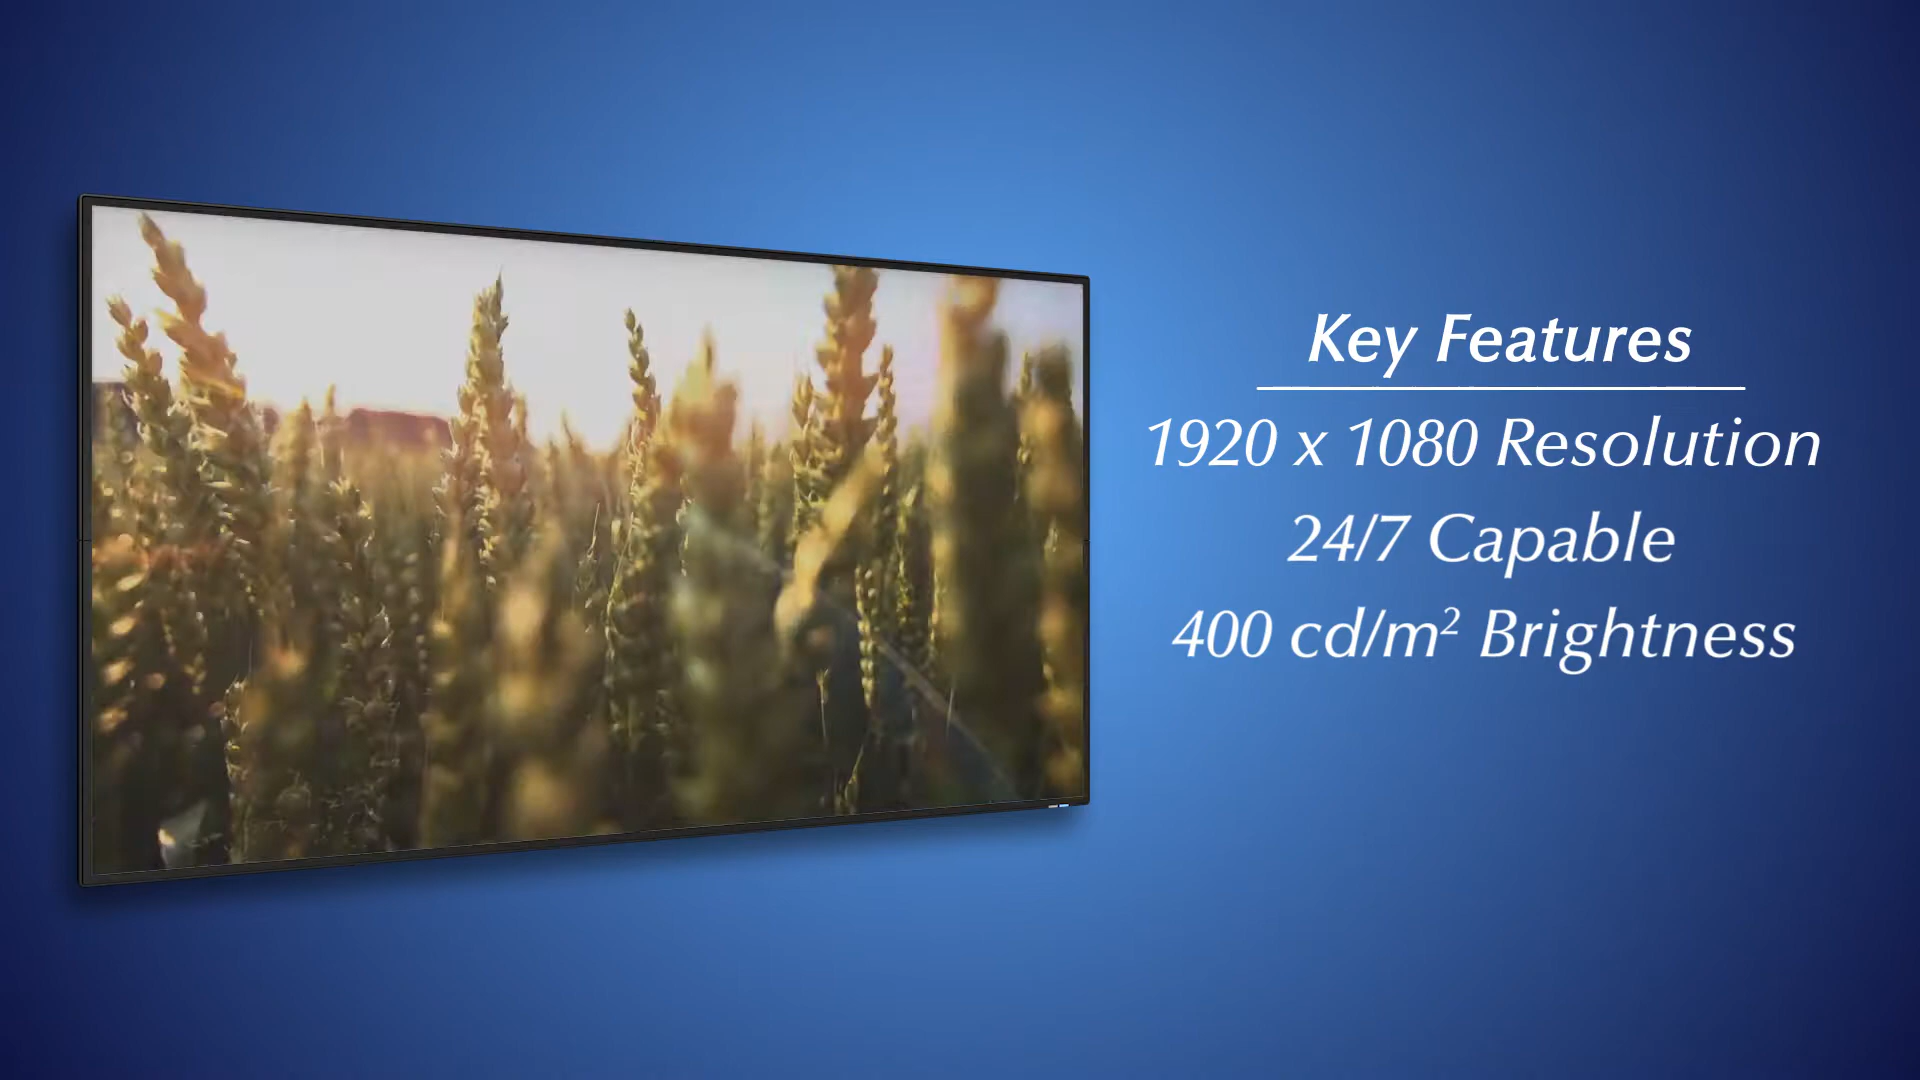 Key Features
1920 x 1080 Resolution
24/7 Capable
400 cd/m² Brightness